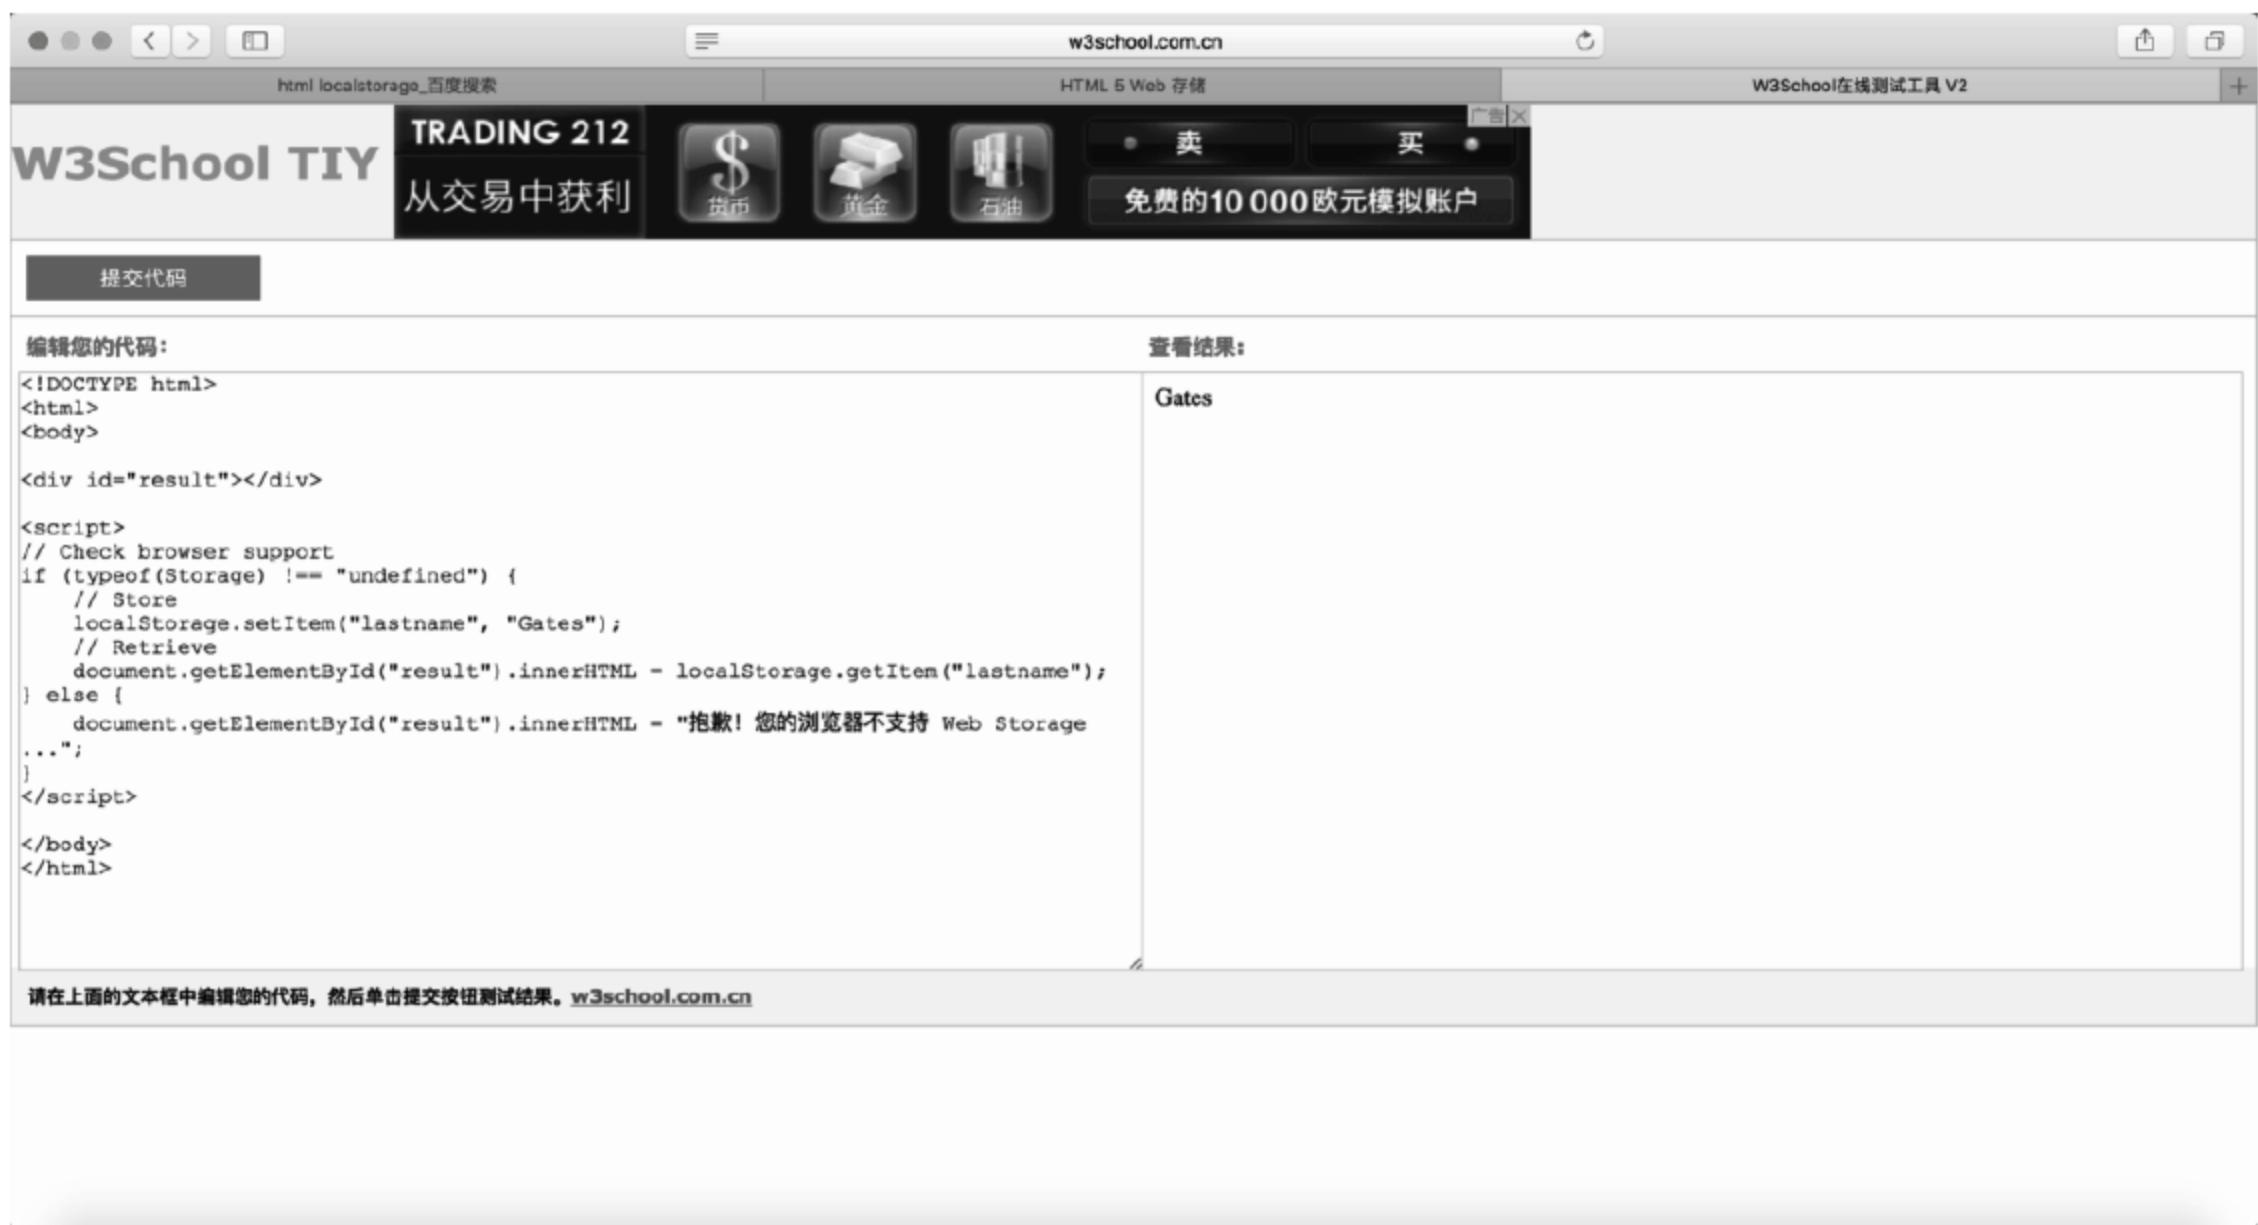 w3school.com.cn
html localstorage_百度搜索
HTML 5 Web 存储
W3School在线测试工具 V2
W3School TIY
TRADING 212
从交易中获利
货币
黄金
石油
卖
买
广告
免费的10 000欧元模拟账户
提交代码
编辑您的代码：
查看结果：
<!DOCTYPE html>
<html>
<body>
<div id="result"></div>
<script>
// Check browser support
if (typeof(Storage) !== "undefined") {
    // Store
    localStorage.setItem("lastname", "Gates");
    // Retrieve
    document.getElementById("result").innerHTML = localStorage.getItem("lastname");
} else {
    document.getElementById("result").innerHTML = "抱歉！您的浏览器不支持 Web Storage
...";
}
</script>
</body>
</html>
Gates
请在上面的文本框中编辑您的代码，然后单击提交按钮测试结果。w3school.com.cn